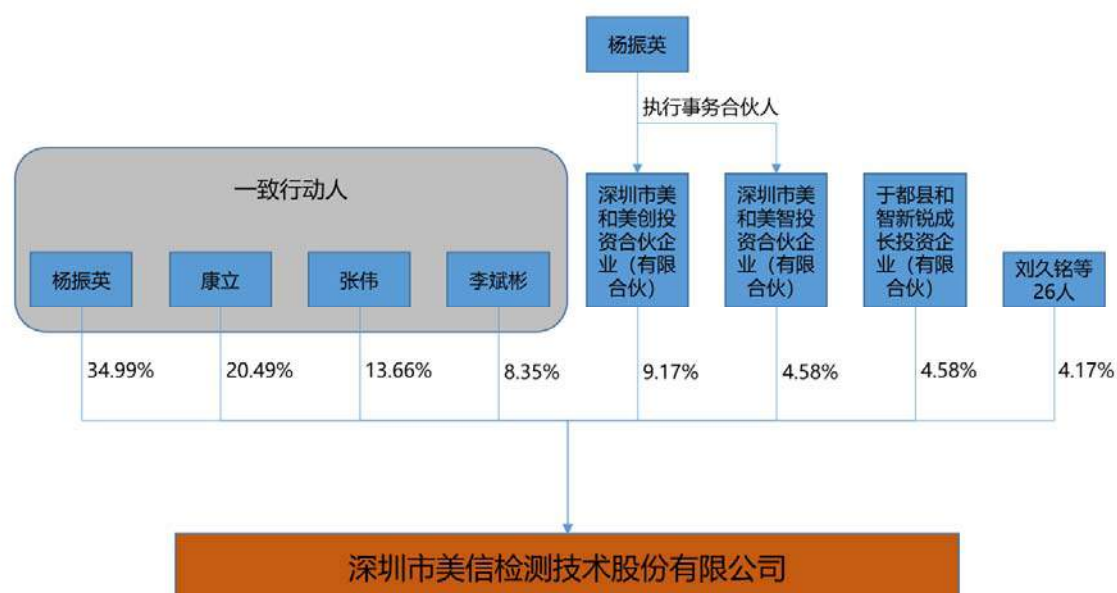 杨振英
执行事务合伙人
一致行动人
杨振英
康立
张伟
李斌彬
深圳市美
和美创投
资合伙企
业（有限
合伙）
深圳市美
和美智投
资合伙企
业（有限
合伙）
于都县和
智新锐成
长投资企
业（有限
合伙）
刘久铭等
26人
34.99%
20.49%
13.66%
8.35%
9.17%
4.58%
4.58%
4.17%
深圳市美信检测技术股份有限公司